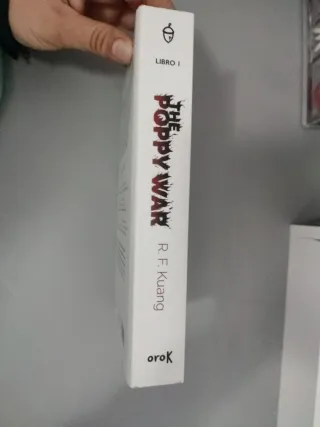 LIBRO 1
THE
POPPY WAR
R. F. Kuang
oroK